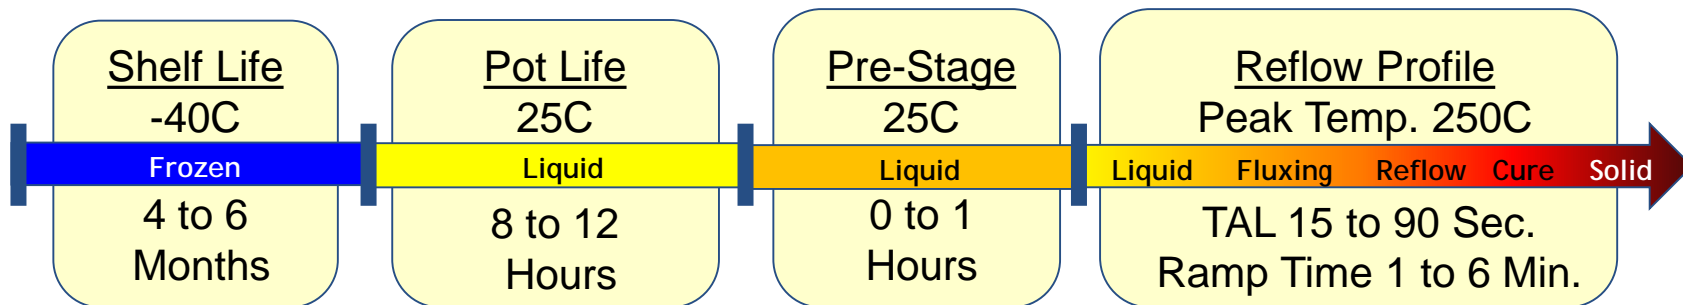 Shelf Life
-40C
Frozen
4 to 6
Months
Pot Life
25C
Liquid
8 to 12
Hours
Pre-Stage
25C
Liquid
0 to 1
Hours
Reflow Profile
Peak Temp. 250C
Liquid Fluxing Reflow Cure Solid
TAL 15 to 90 Sec.
Ramp Time 1 to 6 Min.